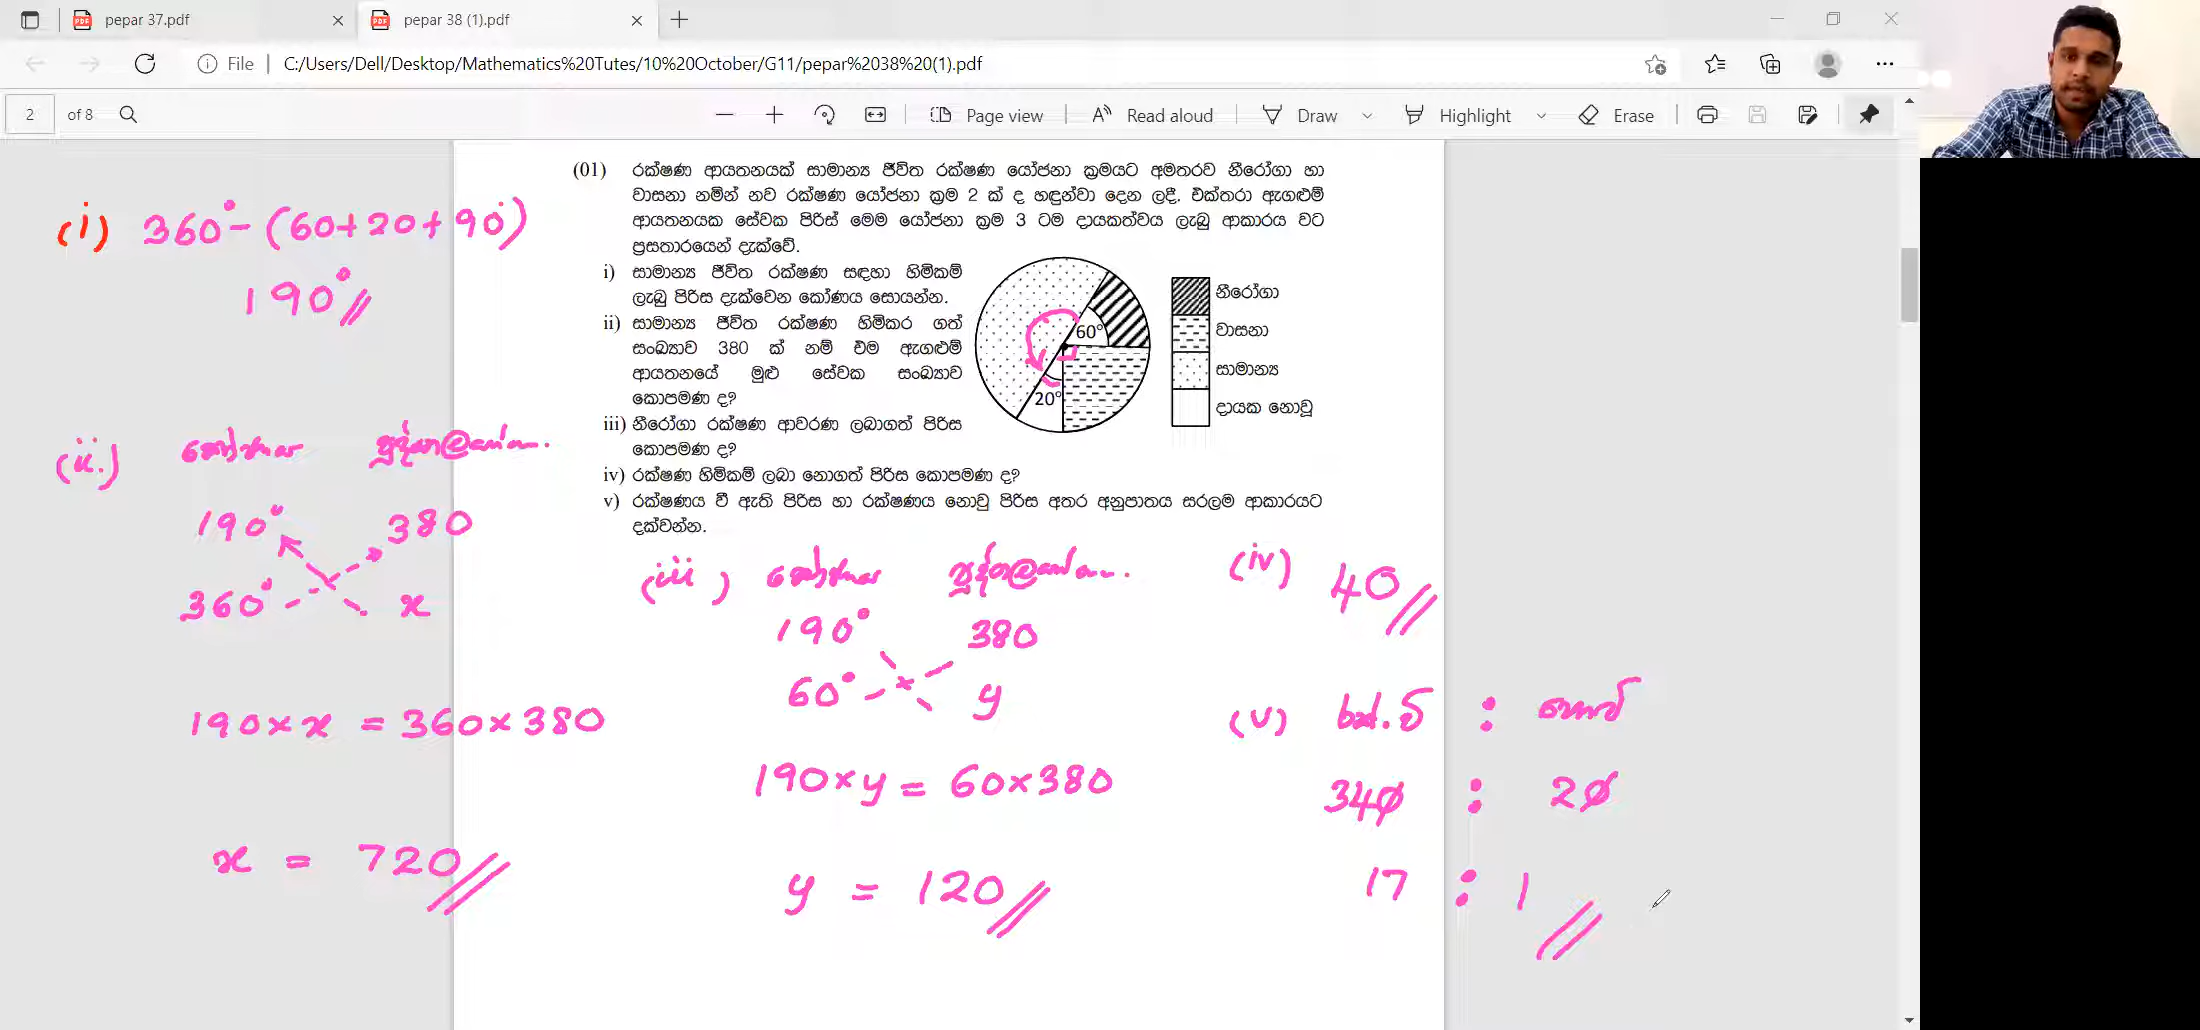 pepar 37.pdf
pepar 38 (1).pdf
File
C:/Users/Dell/Desktop/Mathematics%20Tutes/10%20October/G11/pepar%2038%20(1).pdf
2 of 8
Page view
Read aloud
Draw
Highlight
Erase
(01) රක්ෂණ ආයතනයක් සාමාන්‍ය ජීවිත රක්ෂණ යෝජනා ක්‍රමයට අමතරව නීරෝගා හා
වාසනා නමින් නව රක්ෂණ යෝජනා ක්‍රම 2 ක් ද හඳුන්වා දෙන ලදී. එක්තරා ඇගළුම්
ආයතනයක සේවක පිරිස් මෙම යෝජනා ක්‍රම 3 ටම දායකත්වය ලැබූ ආකාරය වට
ප්‍රස්තාරයෙන් දැක්වේ.
i) සාමාන්‍ය ජීවිත රක්ෂණ සඳහා හිමිකම්
ලැබූ පිරිස දැක්වෙන කෝණය සොයන්න.
ii) සාමාන්‍ය ජීවිත රක්ෂණ හිමිකර ගත්
සංඛ්‍යාව 380 ක් නම් එම ඇගළුම්
ආයතනයේ මුළු සේවක සංඛ්‍යාව
කොපමණ ද?
iii) නීරෝගා රක්ෂණ ආවරණ ලබාගත් පිරිස
කොපමණ ද?
iv) රක්ෂණ හිමිකම් ලබා නොගත් පිරිස කොපමණ ද?
v) රක්ෂණය වී ඇති පිරිස හා රක්ෂණය නොවූ පිරිස අතර අනුපාතය සරලම ආකාරයට
දක්වන්න.
60°
20°
නීරෝගා
වාසනා
සාමාන්‍ය
දායක නොවූ
(i) 360° - (60+20+90)
190°
(ii.) කෝණය පුද්ගලයන්
190° 380
360° x
190 × x = 360 × 380
x = 720
(iii) කෝණය පුද්ගලයන්
190° 380
60° y
190 × y = 60 × 380
y = 120
(iv) 40
(v) රක්.වී : නොවී
340 : 20
17 : 1